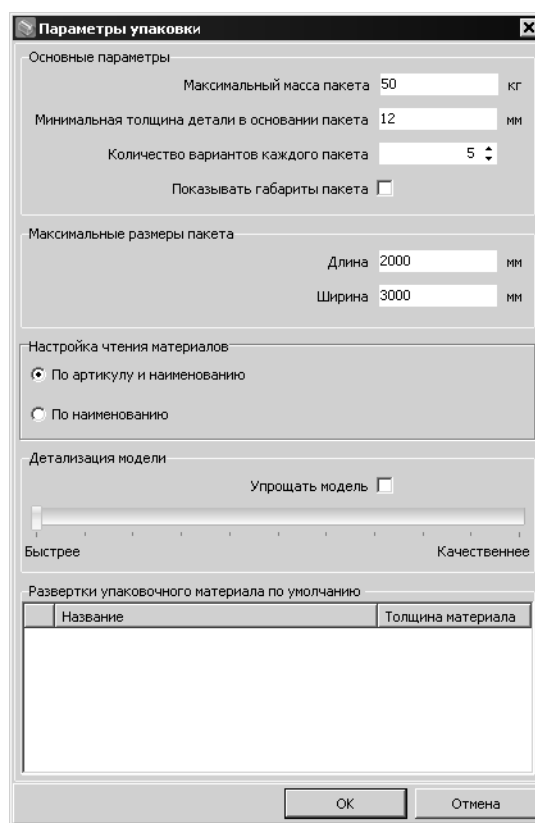 Параметры упаковки
Основные параметры
Максимальный масса пакета 50 кг
Минимальная толщина детали в основании пакета 12 мм
Количество вариантов каждого пакета 5
Показывать габариты пакета
Максимальные размеры пакета
Длина 2000 мм
Ширина 3000 мм
Настройка чтения материалов
По артикулу и наименованию
По наименованию
Детализация модели
Упрощать модель
Быстрее Качественнее
Развертки упаковочного материала по умолчанию
Название Толщина материала
OK Отмена